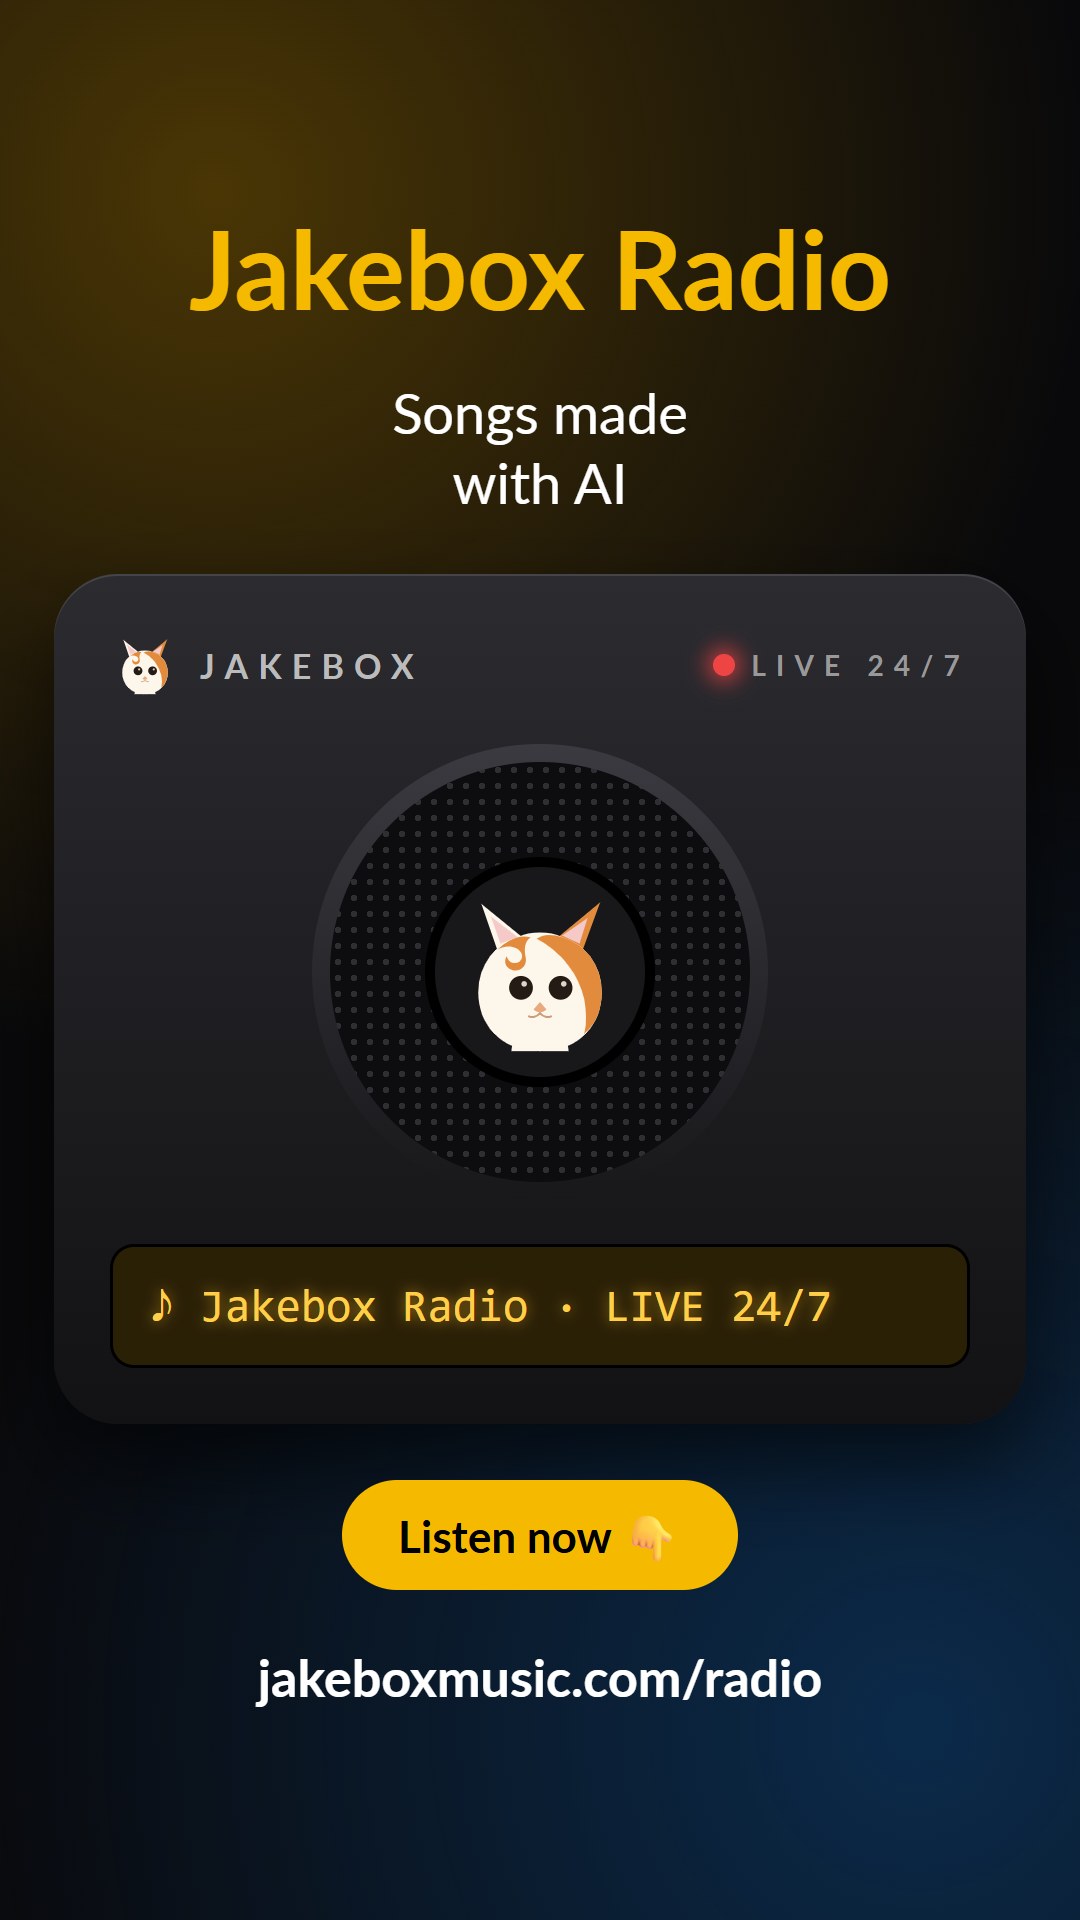 Jakebox Radio
Songs made
with AI
JAKEBOX
LIVE 24/7
♪ Jakebox Radio · LIVE 24/7
Listen now 👇
jakeboxmusic.com/radio